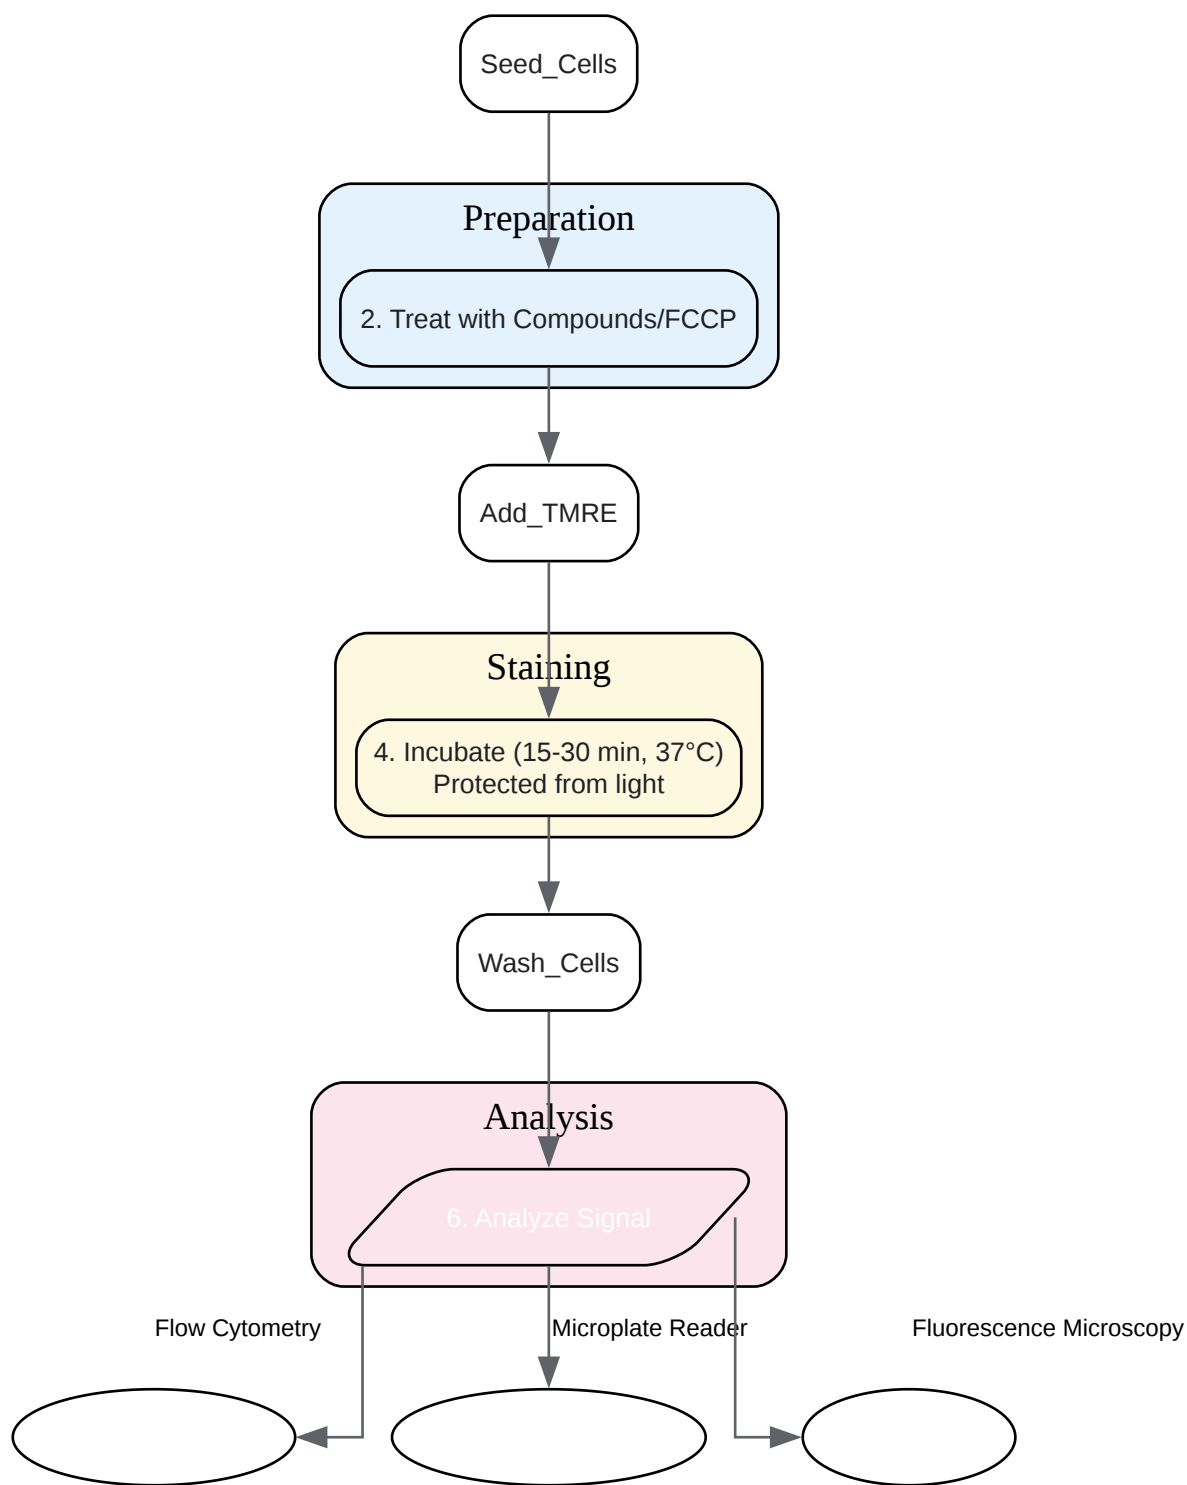 Seed_Cells
Preparation
2. Treat with Compounds/FCCP
Add_TMRE
Staining
4. Incubate (15-30 min, 37°C)
Protected from light
Wash_Cells
Analysis
6. Analyze Signal
Flow Cytometry
Microplate Reader
Fluorescence Microscopy